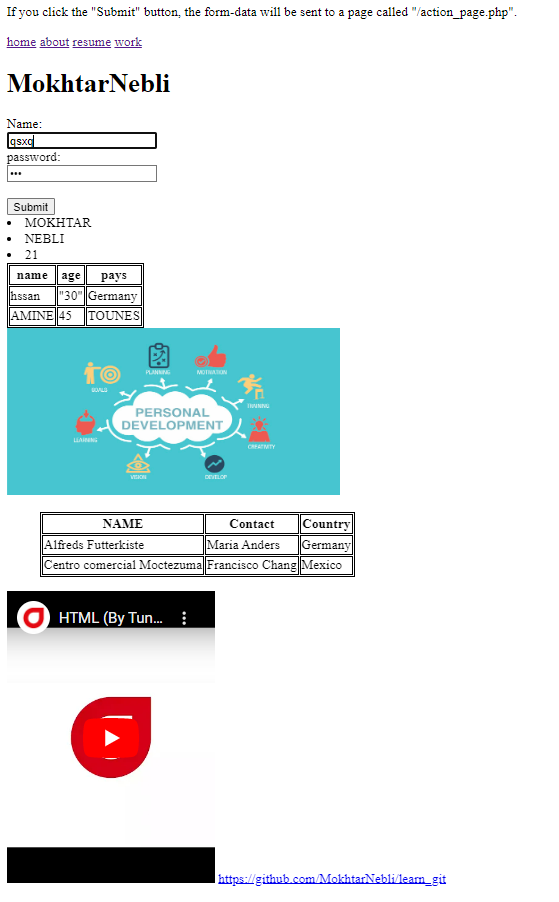 If you click the "Submit" button, the form-data will be sent to a page called "/action_page.php".
home about resume work
MokhtarNebli
Name:
qsxq
password:
•••
Submit
• MOKHTAR
• NEBLI
• 21
name age pays
hssan "30" Germany
AMINE 45 TOUNES
PLANNING
MOTIVATION
GOALS
TRAINING
PERSONAL
DEVELOPMENT
LEARNING
CREATIVITY
VISION
DEVELOP
NAME Contact Country
Alfreds Futterkiste Maria Anders Germany
Centro comercial Moctezuma Francisco Chang Mexico
HTML (By Tun...
https://github.com/MokhtarNebli/learn_git